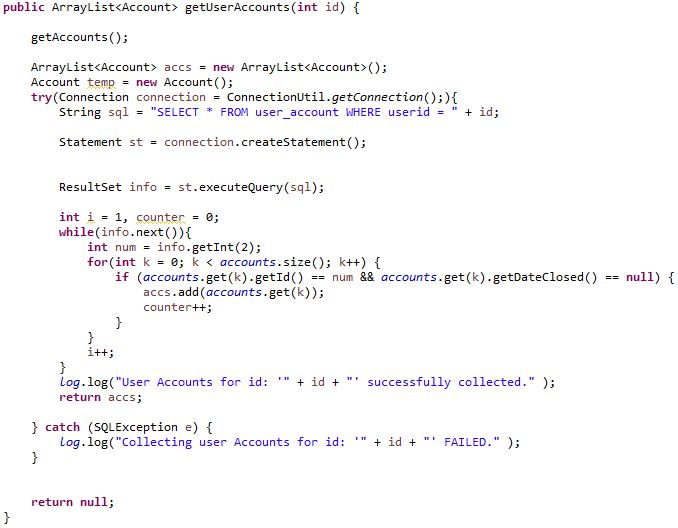 public ArrayList<Account> getUserAccounts(int id) {
getAccounts();
ArrayList<Account> accs = new ArrayList<Account>();
Account temp = new Account();
try(Connection connection = ConnectionUtil.getConnection();){
String sql = "SELECT * FROM user_account WHERE userid = " + id;
Statement st = connection.createStatement();
ResultSet info = st.executeQuery(sql);
int i = 1, counter = 0;
while(info.next()){
int num = info.getInt(2);
for(int k = 0; k < accounts.size(); k++) {
if (accounts.get(k).getId() == num && accounts.get(k).getDateClosed() == null) {
accs.add(accounts.get(k));
counter++;
}
}
i++;
}
log.log("User Accounts for id: '" + id + "' successfully collected." );
return accs;
} catch (SQLException e) {
log.log("Collecting user Accounts for id: '" + id + "' FAILED." );
}
return null;
}